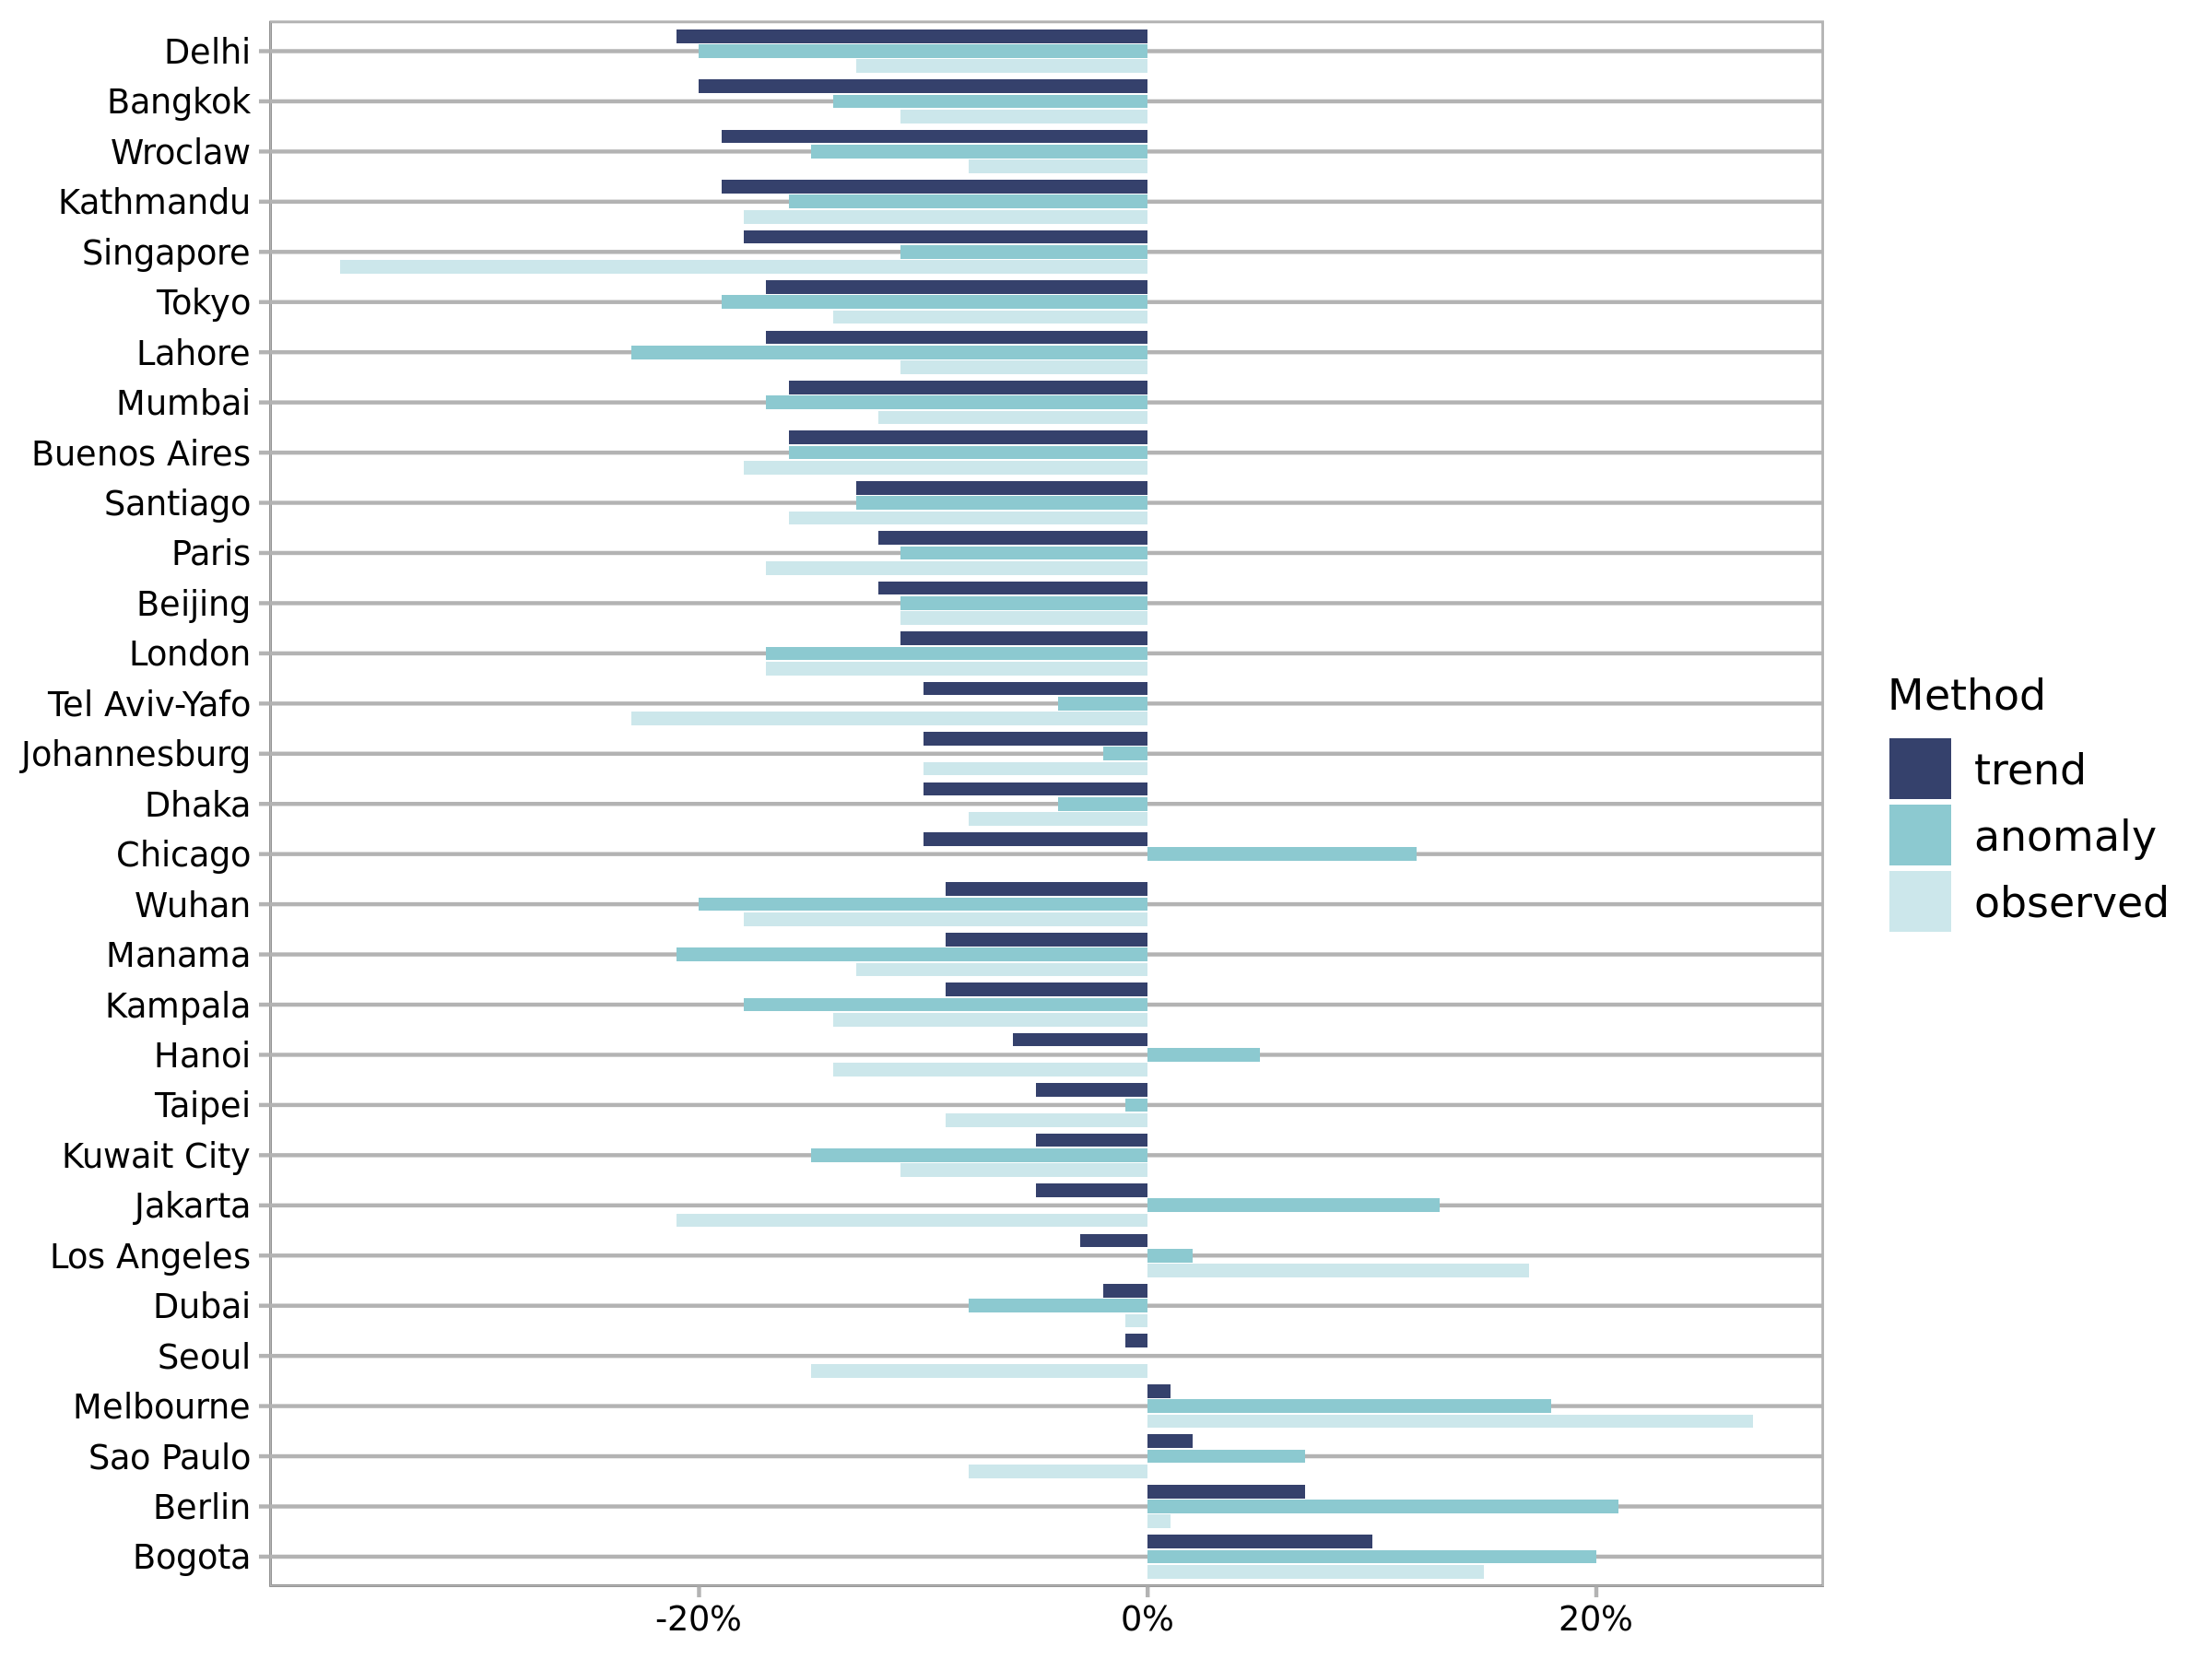 Delhi
Bangkok
Wroclaw
Kathmandu
Singapore
Tokyo
Lahore
Mumbai
Buenos Aires
Santiago
Paris
Beijing
London
Tel Aviv-Yafo
Johannesburg
Dhaka
Chicago
Wuhan
Manama
Kampala
Hanoi
Taipei
Kuwait City
Jakarta
Los Angeles
Dubai
Seoul
Melbourne
Sao Paulo
Berlin
Bogota
-20% 0% 20%
Method
trend
anomaly
observed